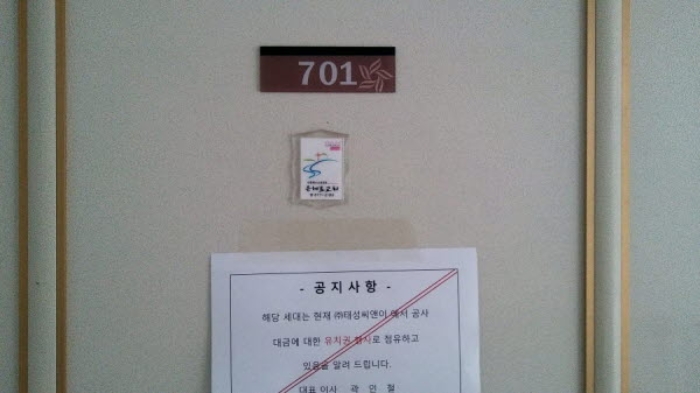 701
- 공 지 사 항 -
해당 세대는 현재 ㈜태성씨앤이 에서 공사
대금에 대한 유치권 행사로 점유하고
있음을 알려 드립니다.
대표 이사 곽 안 철